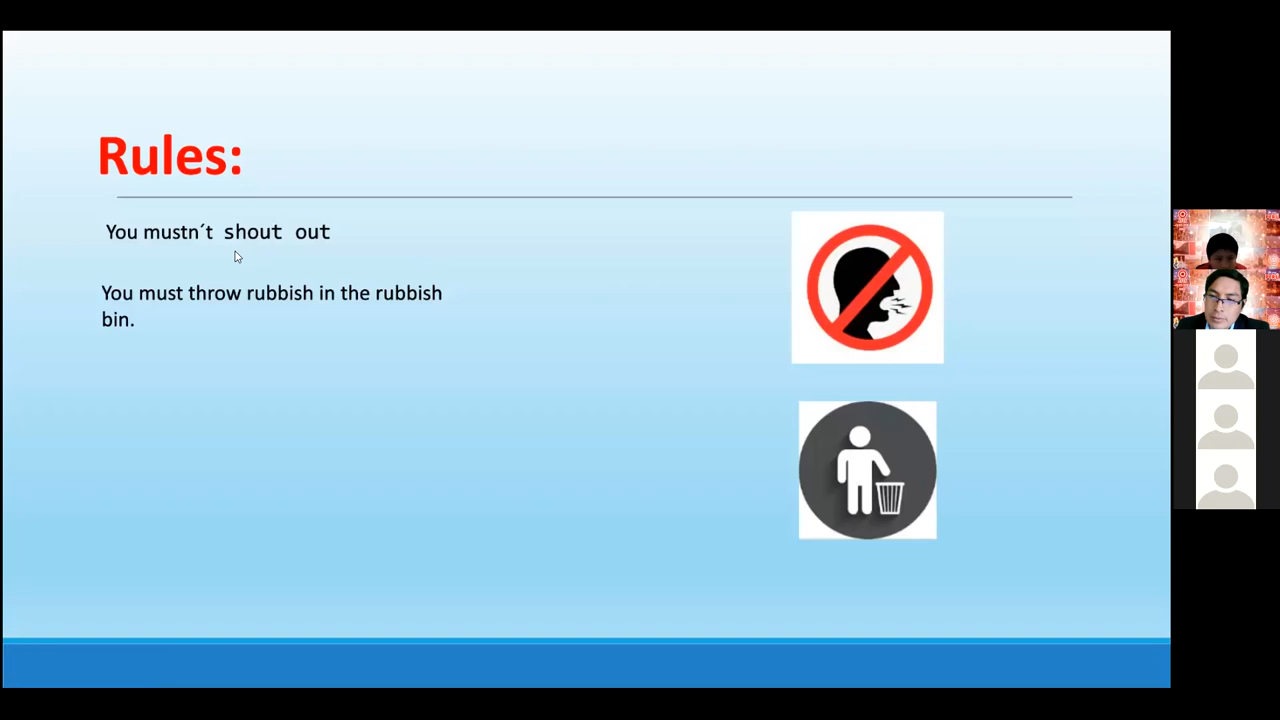 Rules:
You mustn´t shout out
You must throw rubbish in the rubbish
bin.